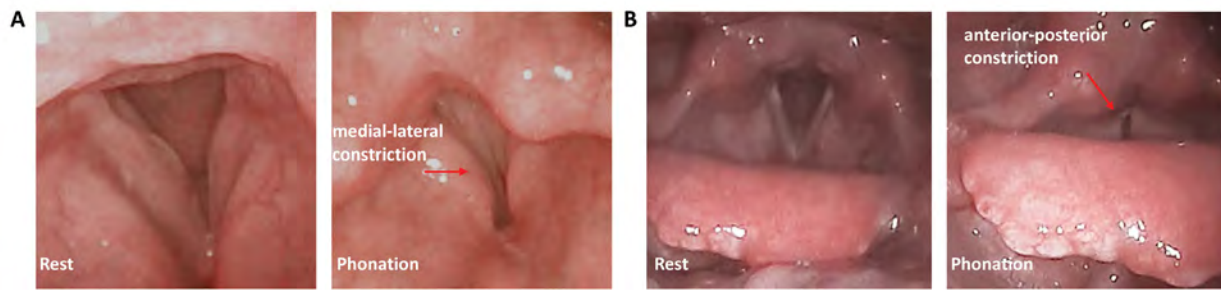 A
Rest
medial-lateral
constriction
Phonation
B
Rest
anterior-posterior
constriction
Phonation